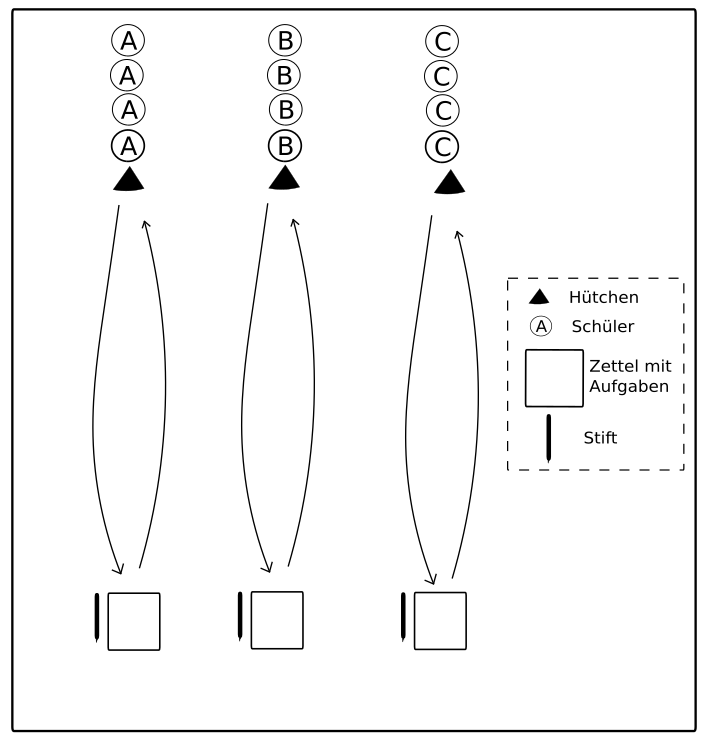 A B C
A B C
A B C
A B C
Hütchen
A Schüler
Zettel mit
Aufgaben
Stift